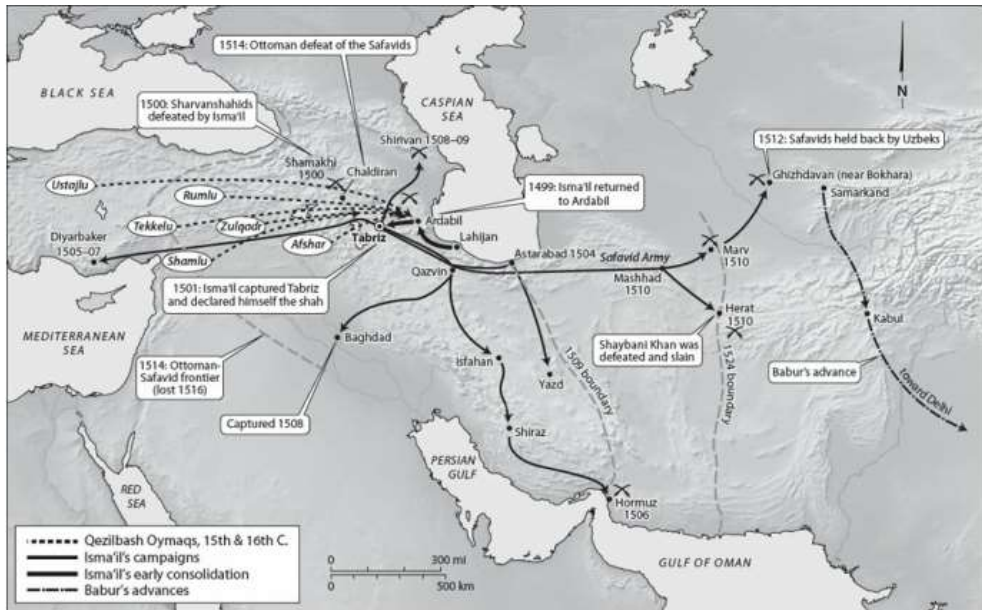 1514: Ottoman defeat of the Safavids
BLACK SEA
CASPIAN
SEA
N
1500: Sharvanshahids
defeated by Isma'il
Shirivan 1508–09
1512: Safavids held back by Uzbeks
Shamakhi
1500
Chaldiran
Ghizhdavan (near Bokhara)
Samarkand
Ustajlu
Rumlu
1499: Isma'il returned
to Ardabil
Tekkelu
Zulqadr
Ardabil
Diyarbaker
1505–07
Afshar
Tabriz
Lahijan
Shamlu
Astarabad 1504
Safavid Army
Marv
1510
Qazvin
Mashhad
1510
1501: Isma'il captured Tabriz
and declared himself the shah
Herat
1510
Kabul
MEDITERRANEAN
SEA
Baghdad
Shaybani Khan was
defeated and slain
1514: Ottoman-
Safavid frontier
(lost 1516)
Isfahan
Yazd
1509 boundary
1524 boundary
Babur's advance
toward Delhi
Captured 1508
Shiraz
PERSIAN
GULF
RED
SEA
Hormuz
1506
Qezilbash Oymaqs, 15th & 16th C.
Isma'il's campaigns
Isma'il's early consolidation
Babur's advances
0 300 mi
0 500 km
GULF OF OMAN